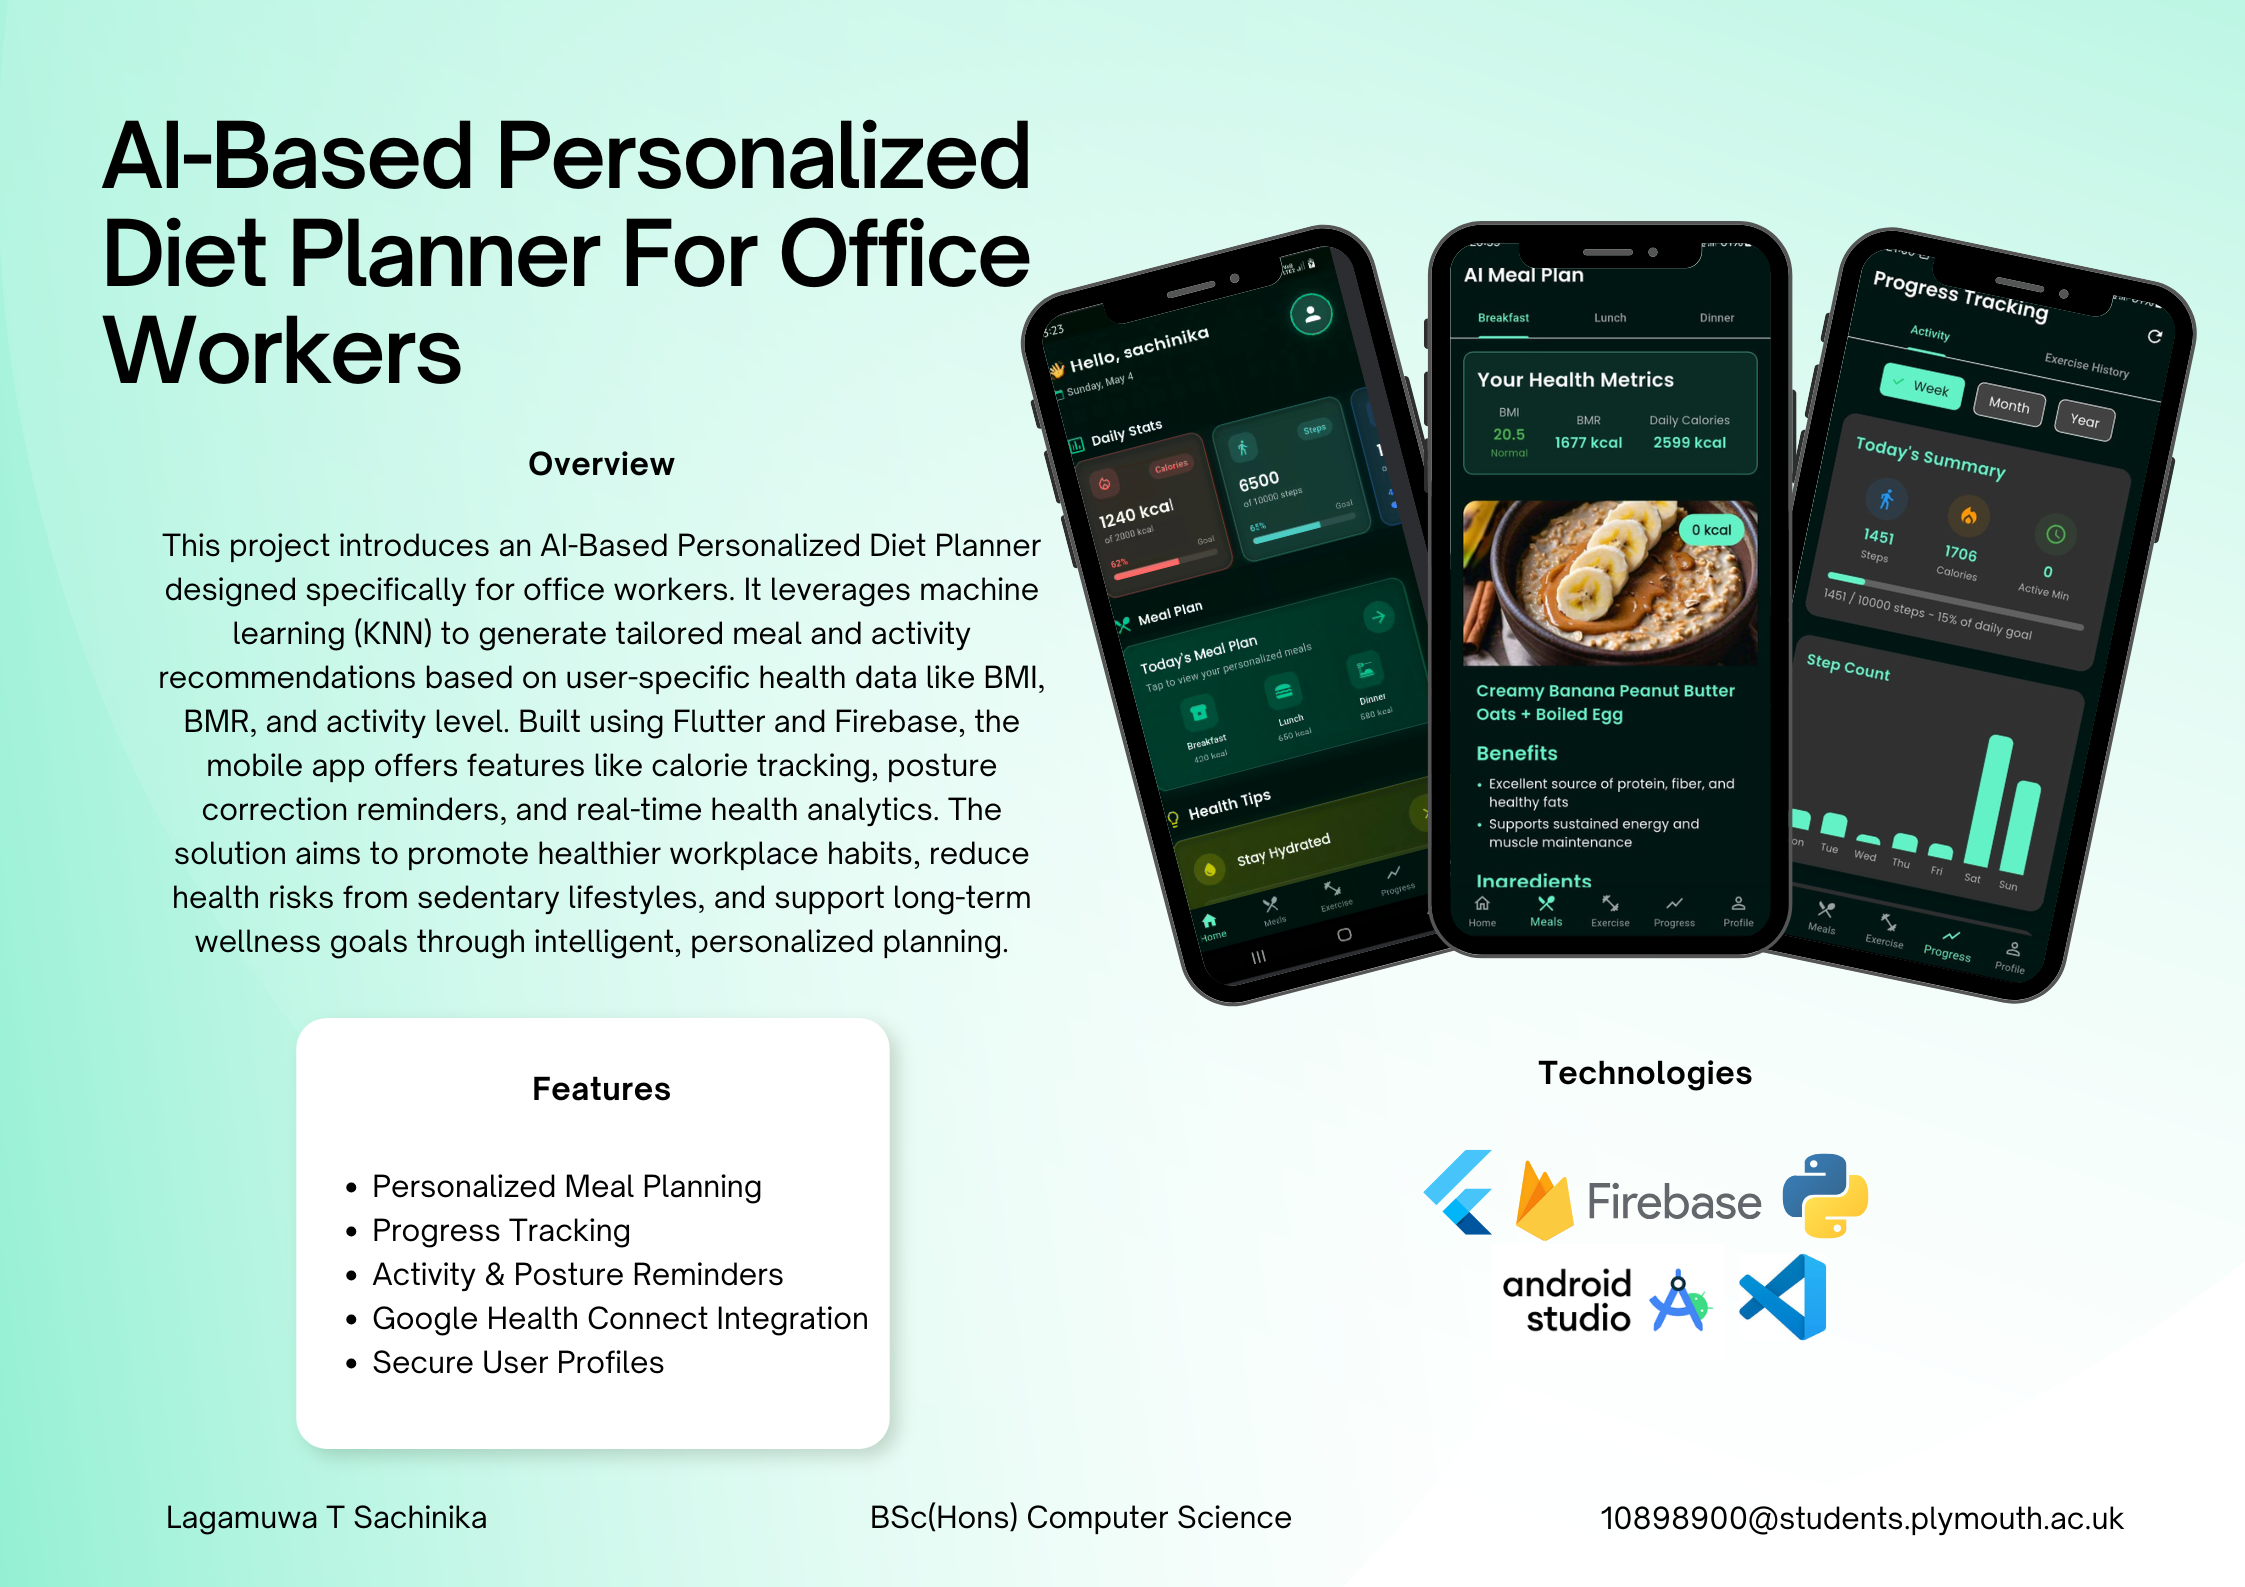 AI-Based Personalized
Diet Planner For Office
Workers
Overview
This project introduces an AI-Based Personalized Diet Planner
designed specifically for office workers. It leverages machine
learning (KNN) to generate tailored meal and activity
recommendations based on user-specific health data like BMI,
BMR, and activity level. Built using Flutter and Firebase, the
mobile app offers features like calorie tracking, posture
correction reminders, and real-time health analytics. The
solution aims to promote healthier workplace habits, reduce
health risks from sedentary lifestyles, and support long-term
wellness goals through intelligent, personalized planning.
Features
• Personalized Meal Planning
• Progress Tracking
• Activity & Posture Reminders
• Google Health Connect Integration
• Secure User Profiles
Hello, sachinika
Sunday, May 4
Daily Stats
Calories
1240 kcal
of 2000 kcal
62% Goal
Steps
6500
of 10000 steps
65% Goal
Meal Plan
Today's Meal Plan
Tap to view your personalized meals
Breakfast
420 kcal
Lunch
650 kcal
Dinner
580 kcal
Health Tips
Stay Hydrated
Home Meals Exercise Progress
AI Meal Plan
Breakfast Lunch Dinner
Your Health Metrics
BMI BMR Daily Calories
20.5 1677 kcal 2599 kcal
Normal
0 kcal
Creamy Banana Peanut Butter
Oats + Boiled Egg
Benefits
• Excellent source of protein, fiber, and
healthy fats
• Supports sustained energy and
muscle maintenance
Ingredients
Home Meals Exercise Progress Profile
Progress Tracking
Activity Exercise History
Week Month Year
Today's Summary
1451 1706 0
Steps Calories Active Min
1451 / 10000 steps - 15% of daily goal
Step Count
Tue Wed Thu Fri Sat Sun
Meals Exercise Progress Profile
Technologies
Firebase
android
studio
Lagamuwa T Sachinika
BSc(Hons) Computer Science
10898900@students.plymouth.ac.uk